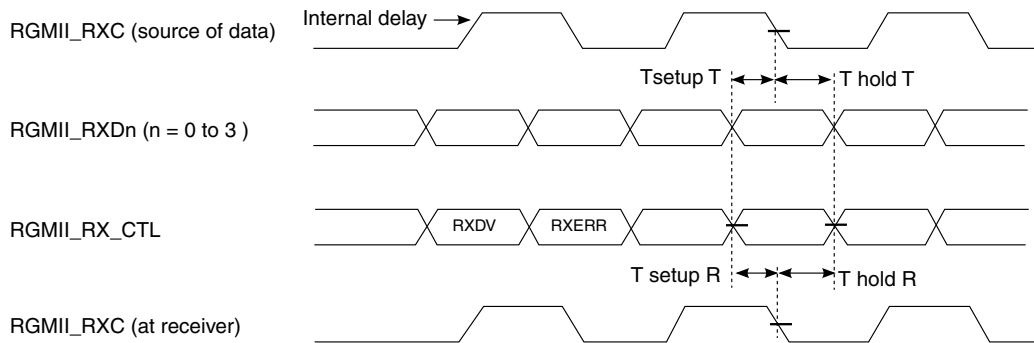 RGMII_RXC (source of data)
Internal delay
Tsetup T
T hold T
RGMII_RXDn (n = 0 to 3 )
RGMII_RX_CTL
RXDV
RXERR
T setup R
T hold R
RGMII_RXC (at receiver)